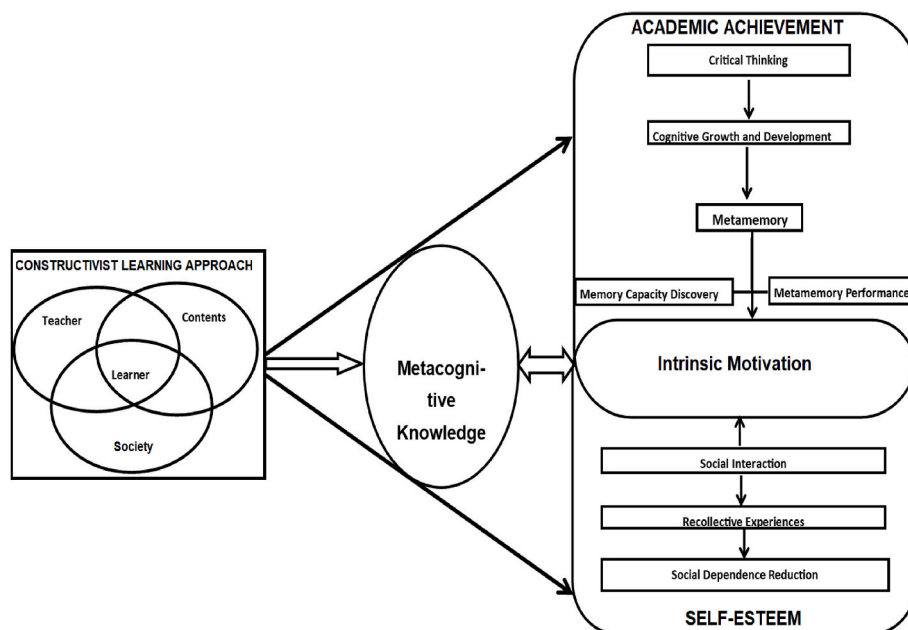 ACADEMIC ACHIEVEMENT
Critical Thinking
Cognitive Growth and Development
Metamemory
Memory Capacity Discovery
Metamemory Performance
Intrinsic Motivation
Social Interaction
Recollective Experiences
Social Dependence Reduction
SELF-ESTEEM
CONSTRUCTIVIST LEARNING APPROACH
Teacher
Contents
Learner
Society
Metacogni-
tive
Knowledge